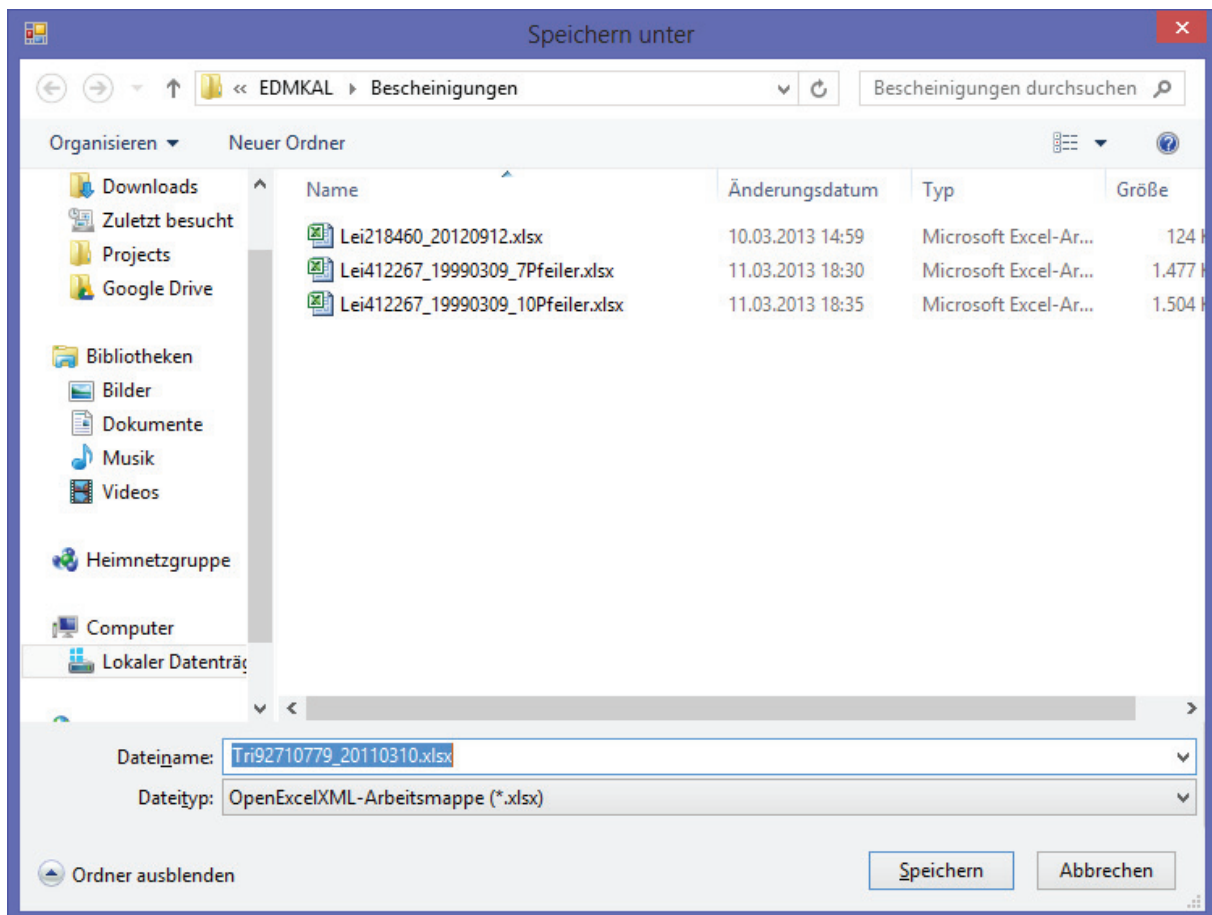 Speichern unter
« EDMKAL ▸ Bescheinigungen
Bescheinigungen durchsuchen
Organisieren
Neuer Ordner
Downloads
Zuletzt besucht
Projects
Google Drive
Bibliotheken
Bilder
Dokumente
Musik
Videos
Heimnetzgruppe
Computer
Lokaler Datenträg
Name Änderungsdatum Typ Größe
Lei218460_20120912.xlsx 10.03.2013 14:59 Microsoft Excel-Ar... 124 K
Lei412267_19990309_7Pfeiler.xlsx 11.03.2013 18:30 Microsoft Excel-Ar... 1.477 K
Lei412267_19990309_10Pfeiler.xlsx 11.03.2013 18:35 Microsoft Excel-Ar... 1.504 K
Dateiname: Tri92710779_20110310.xlsx
Dateityp: OpenExcelXML-Arbeitsmappe (*.xlsx)
Ordner ausblenden
Speichern
Abbrechen